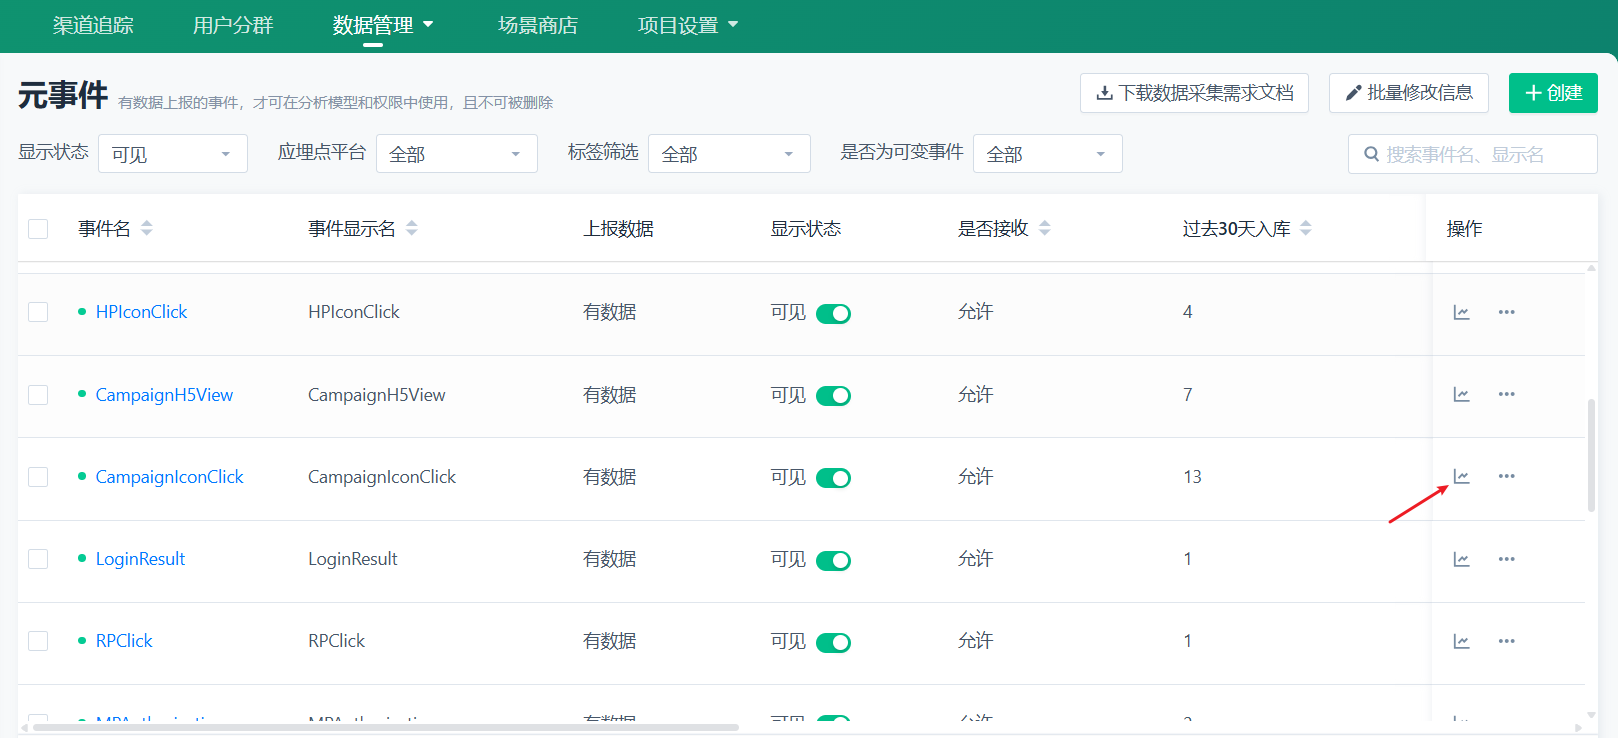 渠道追踪 用户分群 数据管理 场景商店 项目设置
元事件 有数据上报的事件，才可在分析模型和权限中使用，且不可被删除 下载数据采集需求文档 批量修改信息 创建
显示状态 可见 应埋点平台 全部 标签筛选 全部 是否为可变事件 全部 搜索事件名、显示名
事件名 事件显示名 上报数据 显示状态 是否接收 过去30天入库 操作
HPIconClick HPIconClick 有数据 可见 允许 4
CampaignH5View CampaignH5View 有数据 可见 允许 7
CampaignIconClick CampaignIconClick 有数据 可见 允许 13
LoginResult LoginResult 有数据 可见 允许 1
RPClick RPClick 有数据 可见 允许 1
有数据 可见 允许